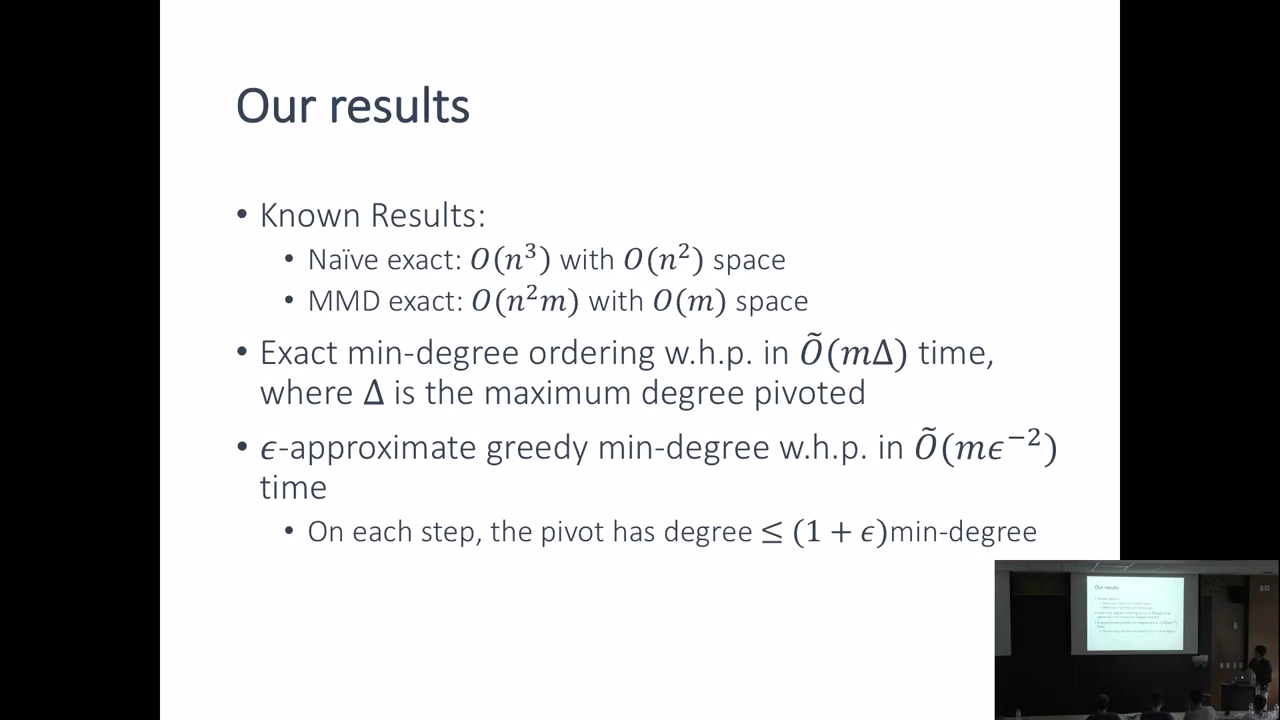 Our results
• Known Results:
• Naïve exact: O(n³) with O(n²) space
• MMD exact: O(n²m) with O(m) space
• Exact min-degree ordering w.h.p. in Õ(mΔ) time,
where Δ is the maximum degree pivoted
• ϵ-approximate greedy min-degree w.h.p. in Õ(mϵ⁻²)
time
• On each step, the pivot has degree ≤ (1 + ϵ)min-degree
Our results